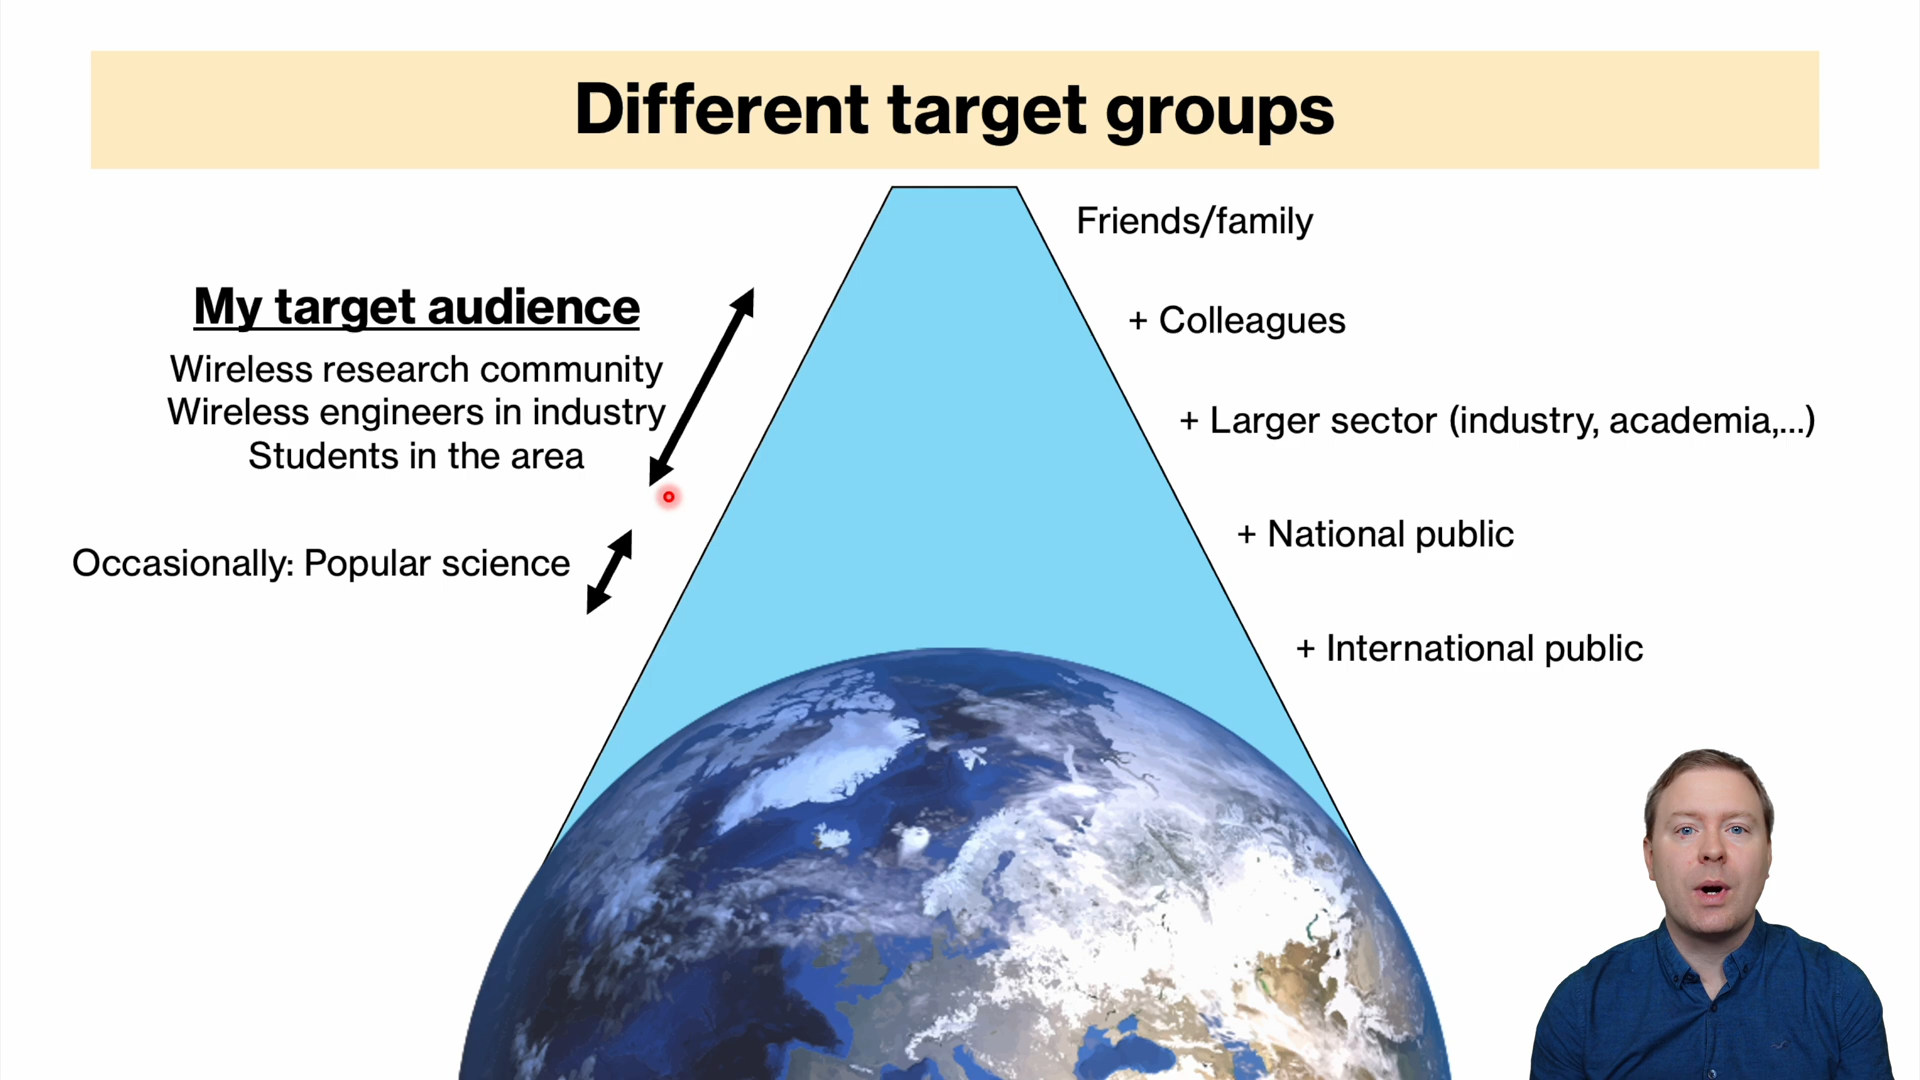 Different target groups
Friends/family
My target audience
+ Colleagues
Wireless research community
Wireless engineers in industry
+ Larger sector (industry, academia,...)
Students in the area
+ National public
Occasionally: Popular science
+ International public